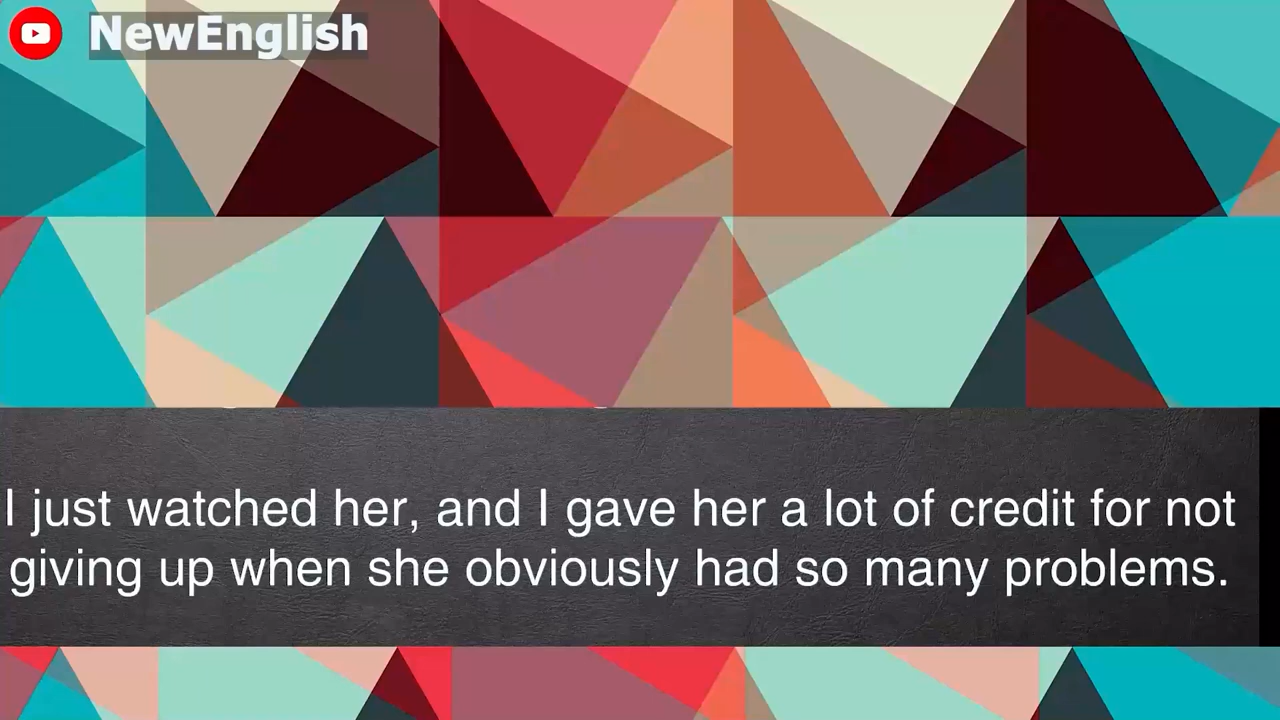 NewEnglish
I just watched her, and I gave her a lot of credit for not
giving up when she obviously had so many problems.